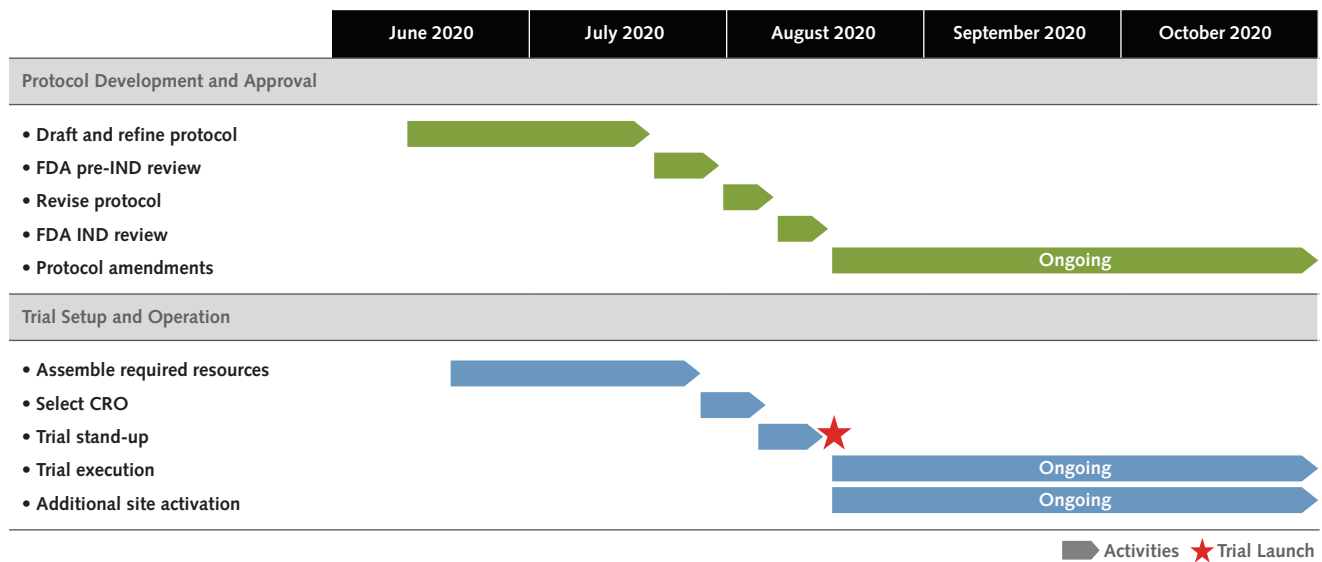 June 2020 July 2020 August 2020 September 2020 October 2020
Protocol Development and Approval
• Draft and refine protocol
• FDA pre-IND review
• Revise protocol
• FDA IND review
• Protocol amendments Ongoing
Trial Setup and Operation
• Assemble required resources
• Select CRO
• Trial stand-up
• Trial execution Ongoing
• Additional site activation Ongoing
Activities Trial Launch